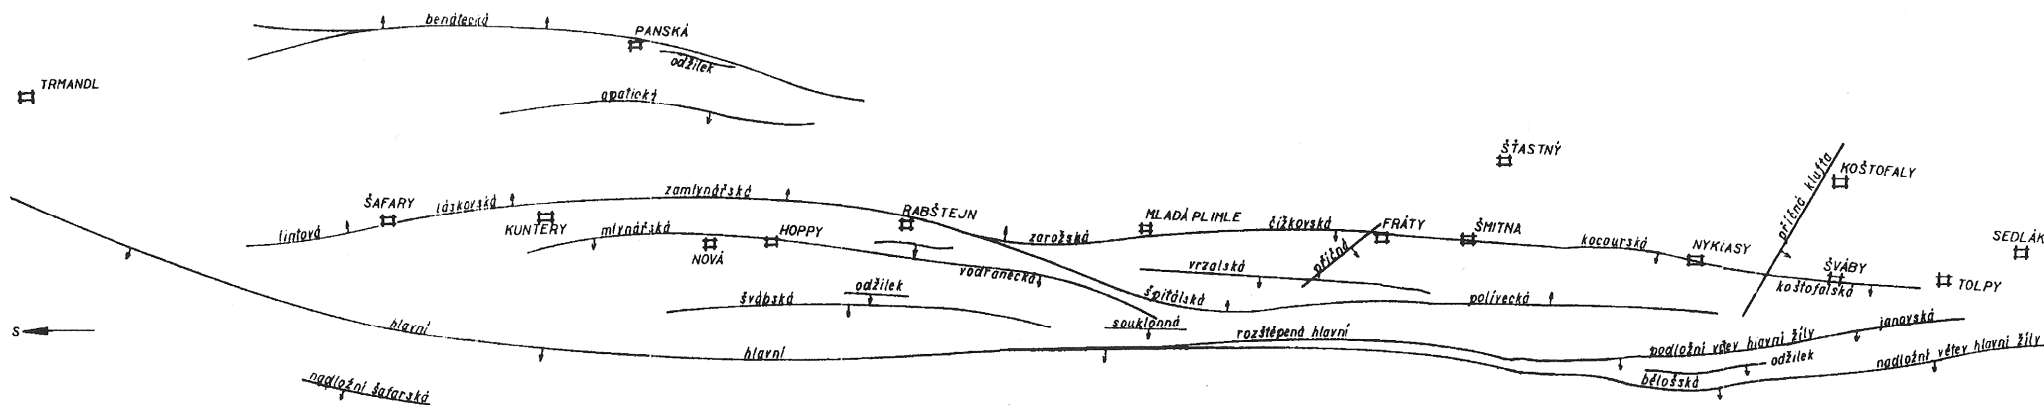 benátecká
PANSKÁ
odžilek
TRMANDL
apatická
ŠŤASTNÝ
příčná klufta
KOŠTOFALY
ŠAFARY
láskovská
zamlynářská
lintová
KUNTERY
mlynářská
NOVÁ
HOPPY
RABŠTEJN
zarožská
MLADÁ PLIMLE
čížkovská
FRÁTY
příčná
ŠMITNA
kocourská
NYKLASY
ŠVÁBY
koštofalská
TOLPY
SEDLÁK
vodranecká
vrzalská
švábská
odžilek
špitálská
polívecká
S
hlavní
hlavní
souklonná
rozštěpená hlavní
podložní větev hlavní žíly
janovská
odžilek
bělošská
nadložní větev hlavní žíly
nadložní šafarská